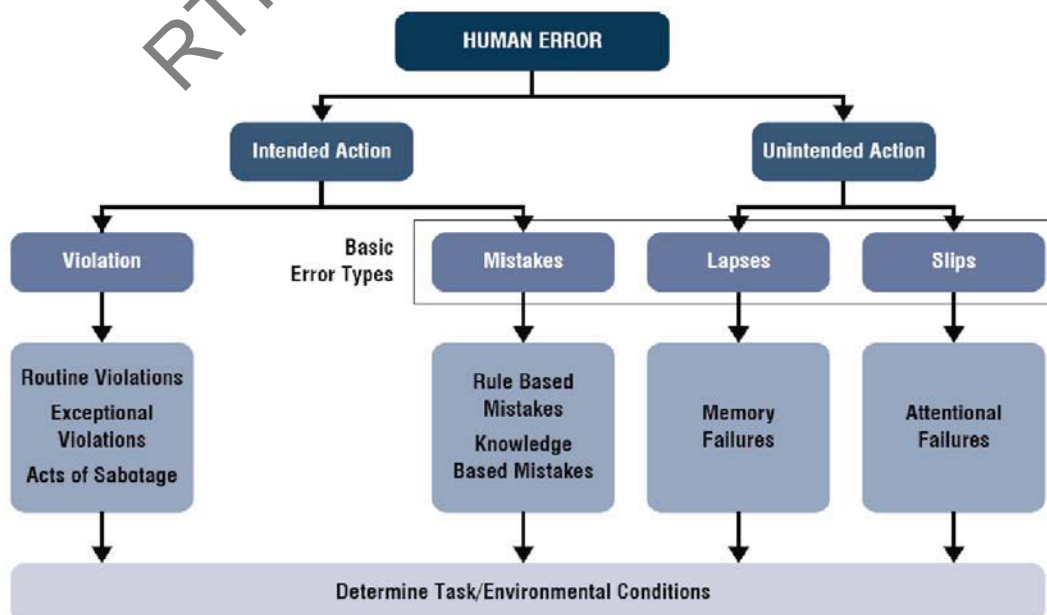 RTI
HUMAN ERROR
Intended Action
Unintended Action
Basic
Error Types
Violation
Mistakes
Lapses
Slips
Routine Violations
Exceptional
Violations
Acts of Sabotage
Rule Based
Mistakes
Knowledge
Based Mistakes
Memory
Failures
Attentional
Failures
Determine Task/Environmental Conditions